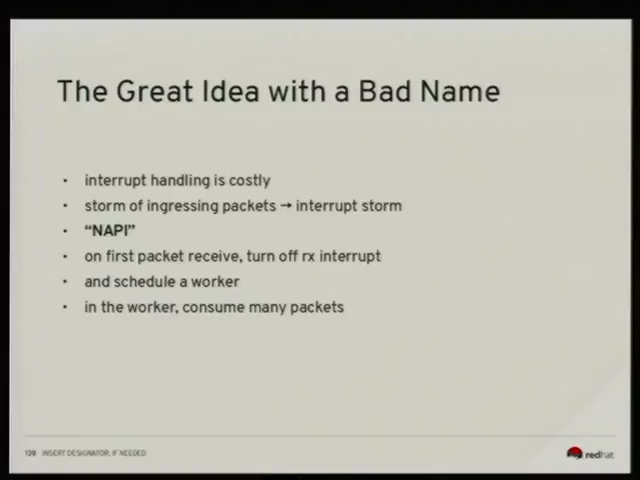 The Great Idea with a Bad Name
• interrupt handling is costly
• storm of ingressing packets → interrupt storm
• “NAPI”
• on first packet receive, turn off rx interrupt
• and schedule a worker
• in the worker, consume many packets
139 INSERT DESIGNATOR, IF NEEDED
redhat